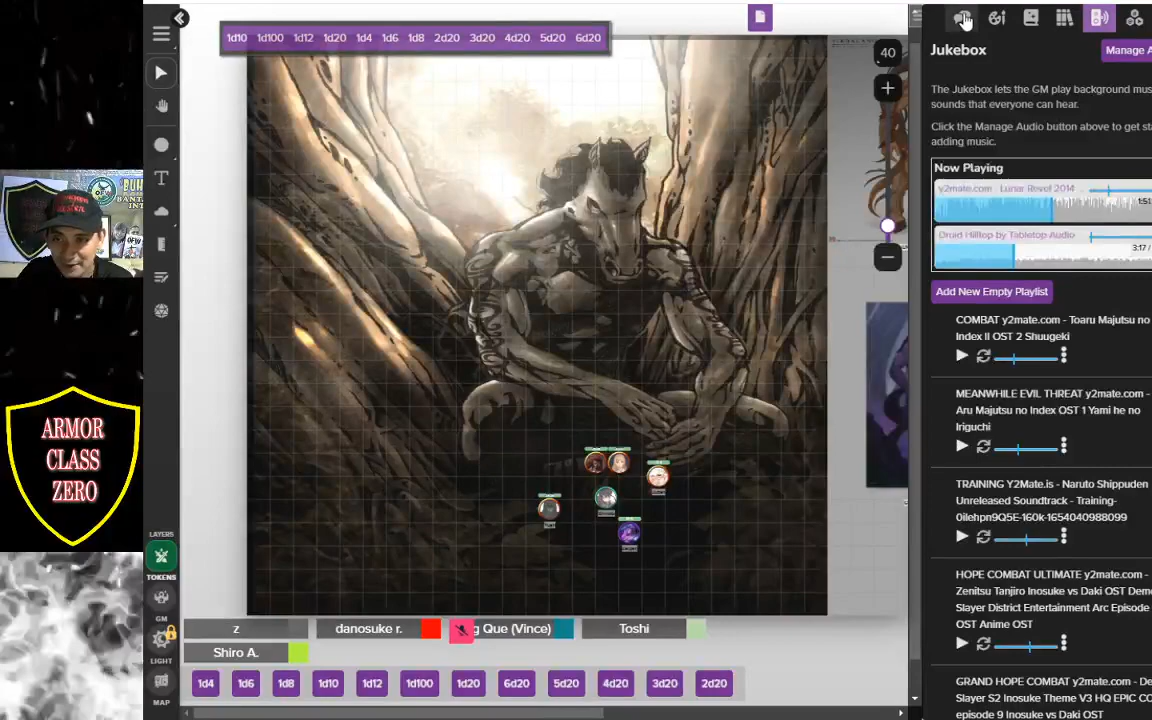 1d10 1d100 1d12 1d20 1d4 1d6 1d8 2d20 3d20 4d20 5d20 6d20
40
Jukebox
Manage A
The Jukebox lets the GM play background mus
sounds that everyone can hear.
Click the Manage Audio button above to get sta
adding music.
Now Playing
y2mate.com - Lunar Revol 2014
1:51
Druid Hilltop by Tabletop Audio
3:17 /
Add New Empty Playlist
COMBAT y2mate.com - Toaru Majutsu no
Index II OST 2 Shuugeki
MEANWHILE EVIL THREAT y2mate.com -
Aru Majutsu no Index OST 1 Yami he no
Iriguchi
TRAINING Y2Mate.is - Naruto Shippuden
Unreleased Soundtrack - Training-
0ilehpn9Q5E-160k-1654040988099
HOPE COMBAT ULTIMATE y2mate.com -
Zenitsu Tanjiro Inosuke vs Daki OST Dem
Slayer District Entertainment Arc Episode
OST Anime OST
GRAND HOPE COMBAT y2mate.com - De
Slayer S2 Inosuke Theme V3 HQ EPIC CO
episode 9 Inosuke vs Daki OST
ARMOR
CLASS
ZERO
LAYERS
TOKENS
GM
LIGHT
MAP
z
danosuke r.
g Que (Vince)
Toshi
Shiro A.
1d4 1d6 1d8 1d10 1d12 1d100 1d20 6d20 5d20 4d20 3d20 2d20